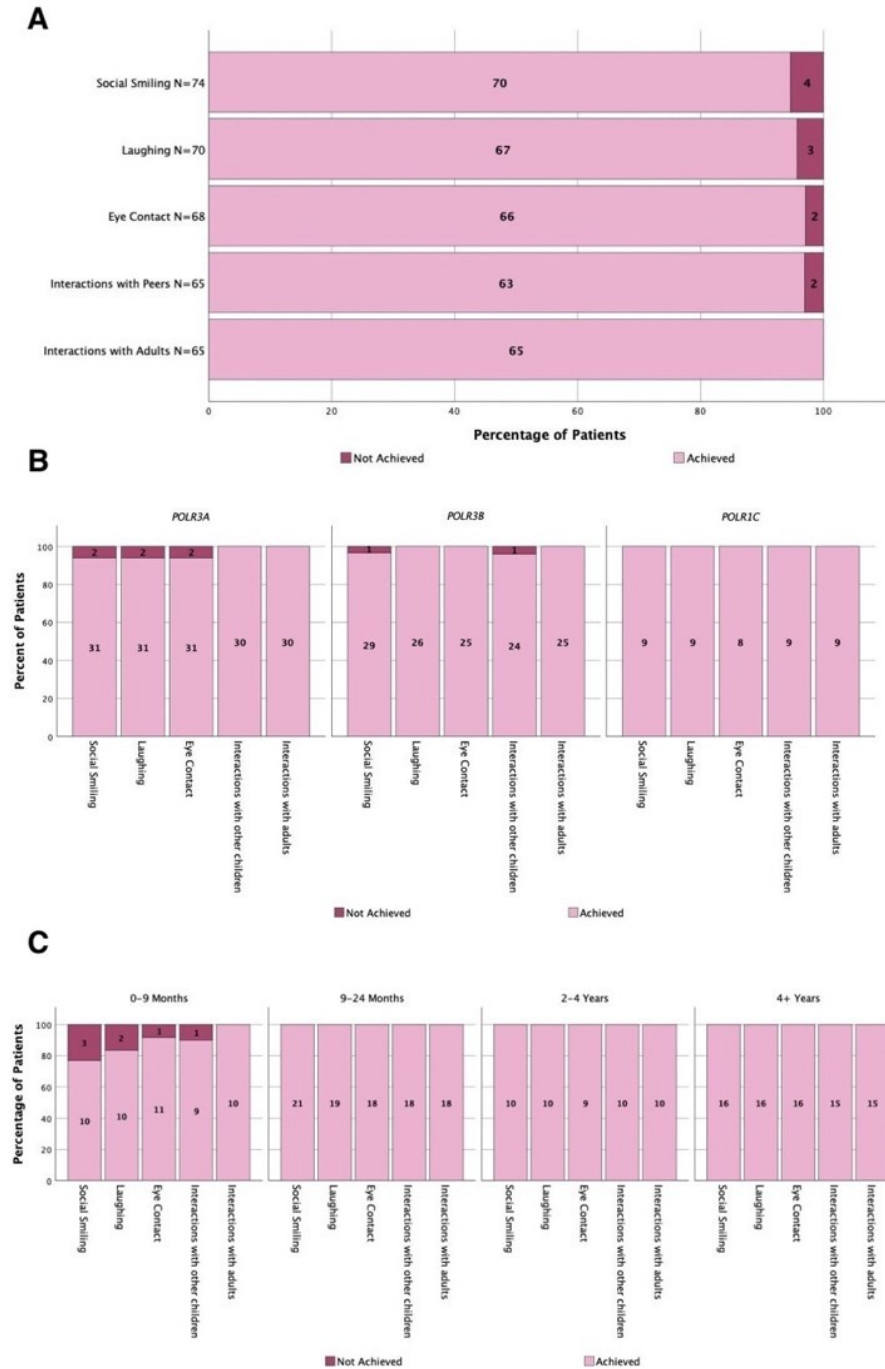 A
Social Smiling N=74
70
4
Laughing N=70
67
3
Eye Contact N=68
66
2
Interactions with Peers N=65
63
2
Interactions with Adults N=65
65
0 20 40 60 80 100
Percentage of Patients
Not Achieved Achieved
B
POLR3A POLR3B POLR1C
Percent of Patients
100
80
60
40
20
0
2 2 2
31 31 31 30 30
1 1
29 26 25 24 25
9 9 8 9 9
Social Smiling
Laughing
Eye Contact
Interactions with other children
Interactions with adults
Social Smiling
Laughing
Eye Contact
Interactions with other children
Interactions with adults
Social Smiling
Laughing
Eye Contact
Interactions with other children
Interactions with adults
Not Achieved Achieved
C
0-9 Months 9-24 Months 2-4 Years 4+ Years
Percentage of Patients
100
80
60
40
20
0
3 2 1 1
10 10 11 9 10
21 19 18 18 18
10 10 9 10 10
16 16 16 15 15
Social Smiling
Laughing
Eye Contact
Interactions with other children
Interactions with adults
Social Smiling
Laughing
Eye Contact
Interactions with other children
Interactions with adults
Social Smiling
Laughing
Eye Contact
Interactions with other children
Interactions with adults
Social Smiling
Laughing
Eye Contact
Interactions with other children
Interactions with adults
Not Achieved Achieved